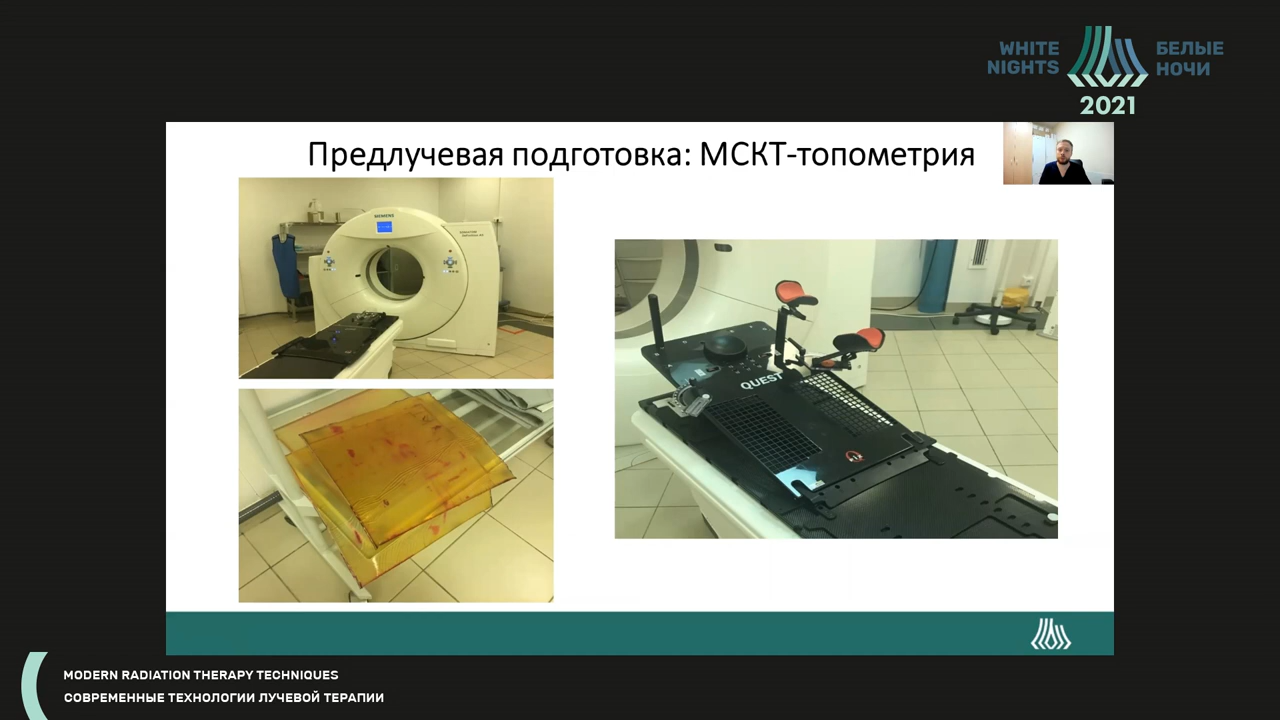 WHITE
NIGHTS
БЕЛЫЕ
НОЧИ
2021
Предлучевая подготовка: МСКТ-топометрия
SIEMENS
QUEST
MODERN RADIATION THERAPY TECHNIQUES
СОВРЕМЕННЫЕ ТЕХНОЛОГИИ ЛУЧЕВОЙ ТЕРАПИИ